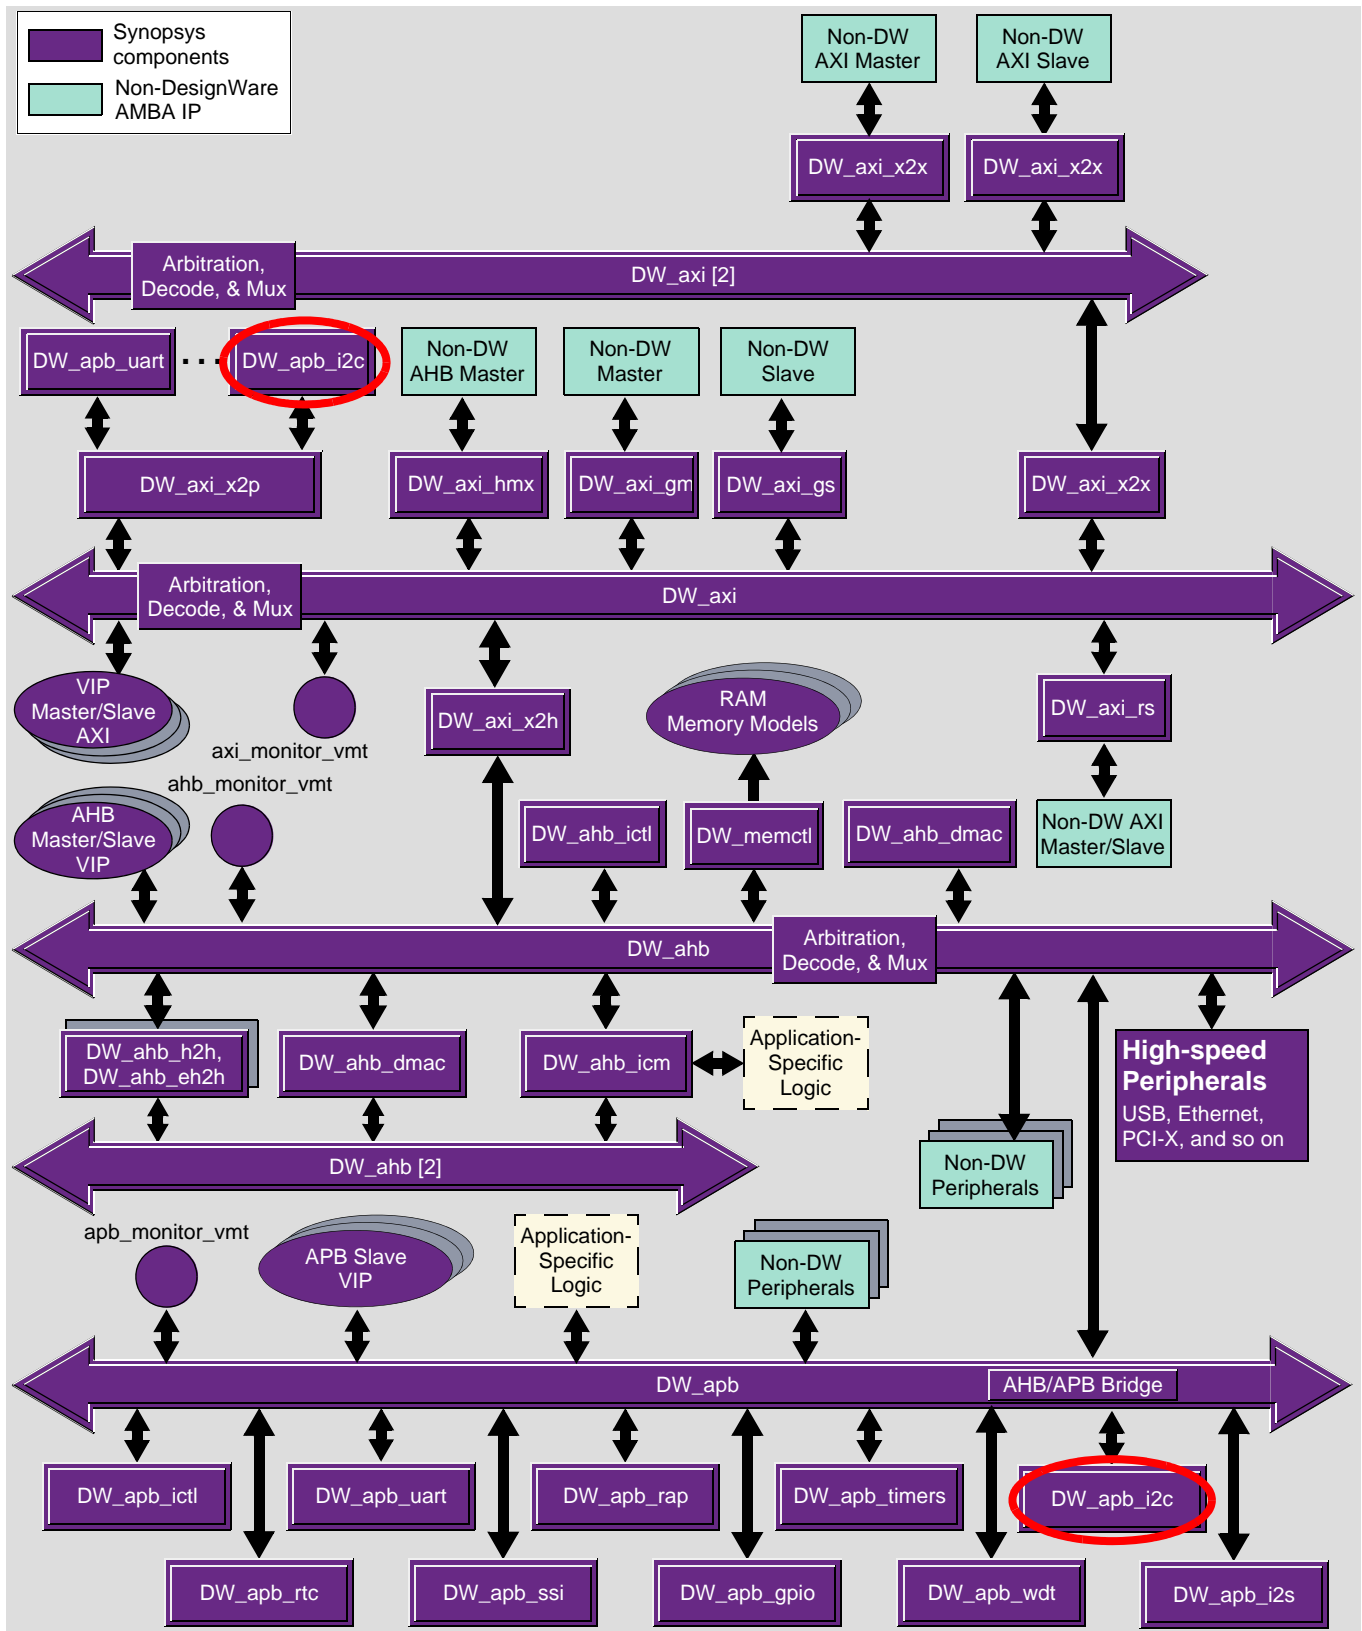 Synopsys
components
Non-DesignWare
AMBA IP
Non-DW
AXI Master
Non-DW
AXI Slave
DW_axi_x2x
DW_axi_x2x
Arbitration,
Decode, & Mux
DW_axi [2]
DW_apb_uart
. . .
DW_apb_i2c
Non-DW
AHB Master
Non-DW
Master
Non-DW
Slave
DW_axi_x2p
DW_axi_hmx
DW_axi_gm
DW_axi_gs
DW_axi_x2x
Arbitration,
Decode, & Mux
DW_axi
VIP
Master/Slave
AXI
axi_monitor_vmt
DW_axi_x2h
RAM
Memory Models
DW_axi_rs
ahb_monitor_vmt
AHB
Master/Slave
VIP
DW_ahb_ictl
DW_memctl
DW_ahb_dmac
Non-DW AXI
Master/Slave
DW_ahb
Arbitration,
Decode, & Mux
DW_ahb_h2h,
DW_ahb_eh2h
DW_ahb_dmac
DW_ahb_icm
Application-
Specific
Logic
High-speed
Peripherals
USB, Ethernet,
PCI-X, and so on
DW_ahb [2]
Non-DW
Peripherals
apb_monitor_vmt
APB Slave
VIP
Application-
Specific
Logic
Non-DW
Peripherals
DW_apb
AHB/APB Bridge
DW_apb_ictl
DW_apb_uart
DW_apb_rap
DW_apb_timers
DW_apb_i2c
DW_apb_rtc
DW_apb_ssi
DW_apb_gpio
DW_apb_wdt
DW_apb_i2s